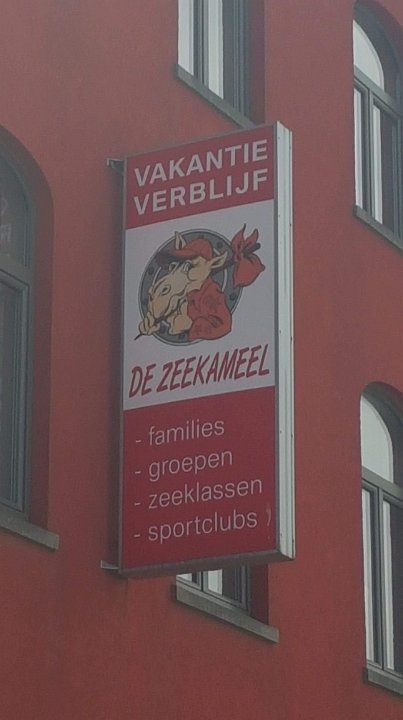 VAKANTIE
VERBLIJF
DE ZEEKAMEEL
- families
- groepen
- zeeklassen
- sportclubs